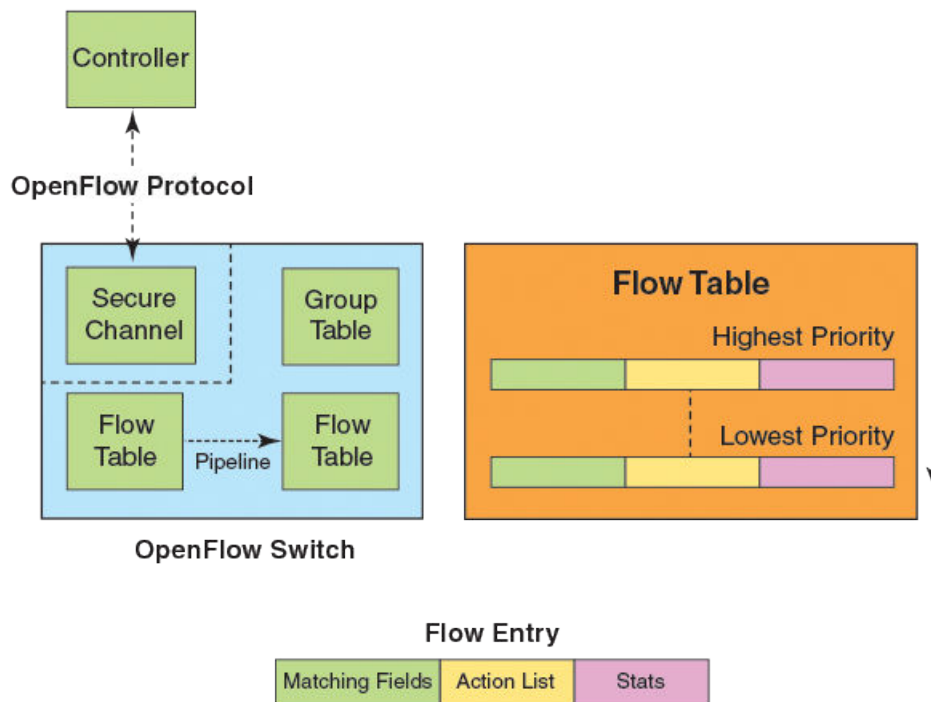 Controller
OpenFlow Protocol
Secure
Channel
Group
Table
Flow
Table
Pipeline
Flow
Table
OpenFlow Switch
Flow Table
Highest Priority
Lowest Priority
Flow Entry
Matching Fields
Action List
Stats